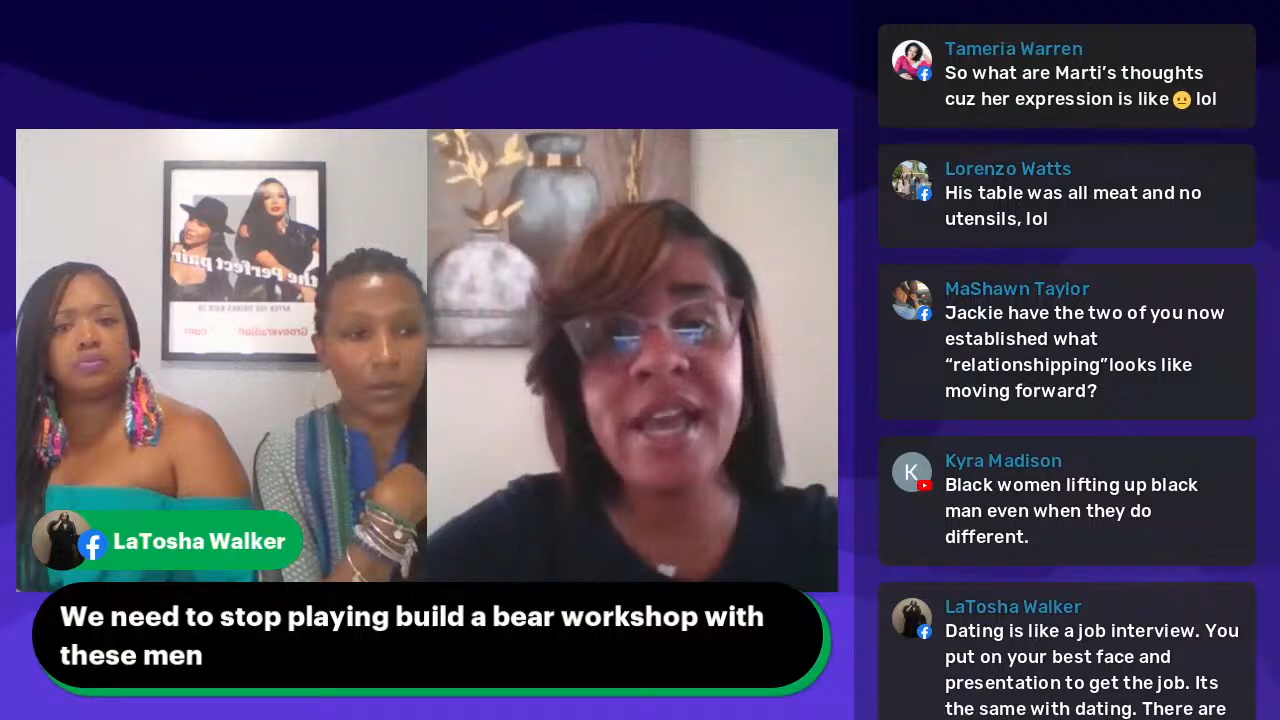 the Perfect pair
AFTER THE DRINKS KICK IN
LaTosha Walker
We need to stop playing build a bear workshop with
these men
Tameria Warren
So what are Marti’s thoughts
cuz her expression is like 😐 lol
Lorenzo Watts
His table was all meat and no
utensils, lol
MaShawn Taylor
Jackie have the two of you now
established what
“relationshipping”looks like
moving forward?
K
Kyra Madison
Black women lifting up black
man even when they do
different.
LaTosha Walker
Dating is like a job interview. You
put on your best face and
presentation to get the job. Its
the same with dating. There are